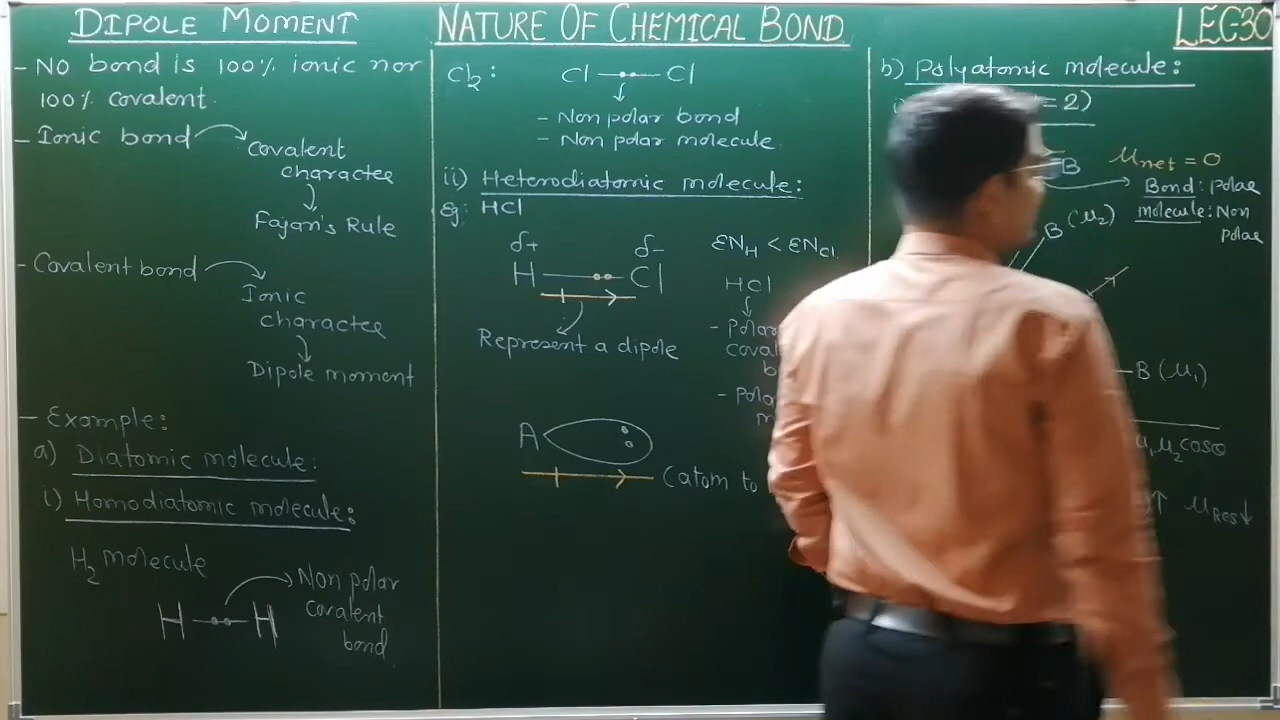 DIPOLE MOMENT
- NO bond is 100% ionic nor
100% covalent.
- Ionic bond
Covalent
character
Fajan's Rule
- Covalent bond
Ionic
character
Dipole moment
- Example:
a) Diatomic molecule:
i) Homodiatomic molecule:
H2 molecule
H H
Non polar
covalent
bond
NATURE OF CHEMICAL BOND
Cl2: Cl Cl
- Non polar bond
- Non polar molecule
ii) Heterodiatomic molecule:
Eg: HCl
δ+ δ-
H Cl
Represent a dipole
ENH < ENCl
HCl
- Polar
A
(atom to
LEC30
b) Polyatomic molecule:
= 2)
B
μnet = 0
Bond: polar
molecule: Non
polar
B (μ2)
B (μ1)
μ1μ2cosθ
↑ μRes↓